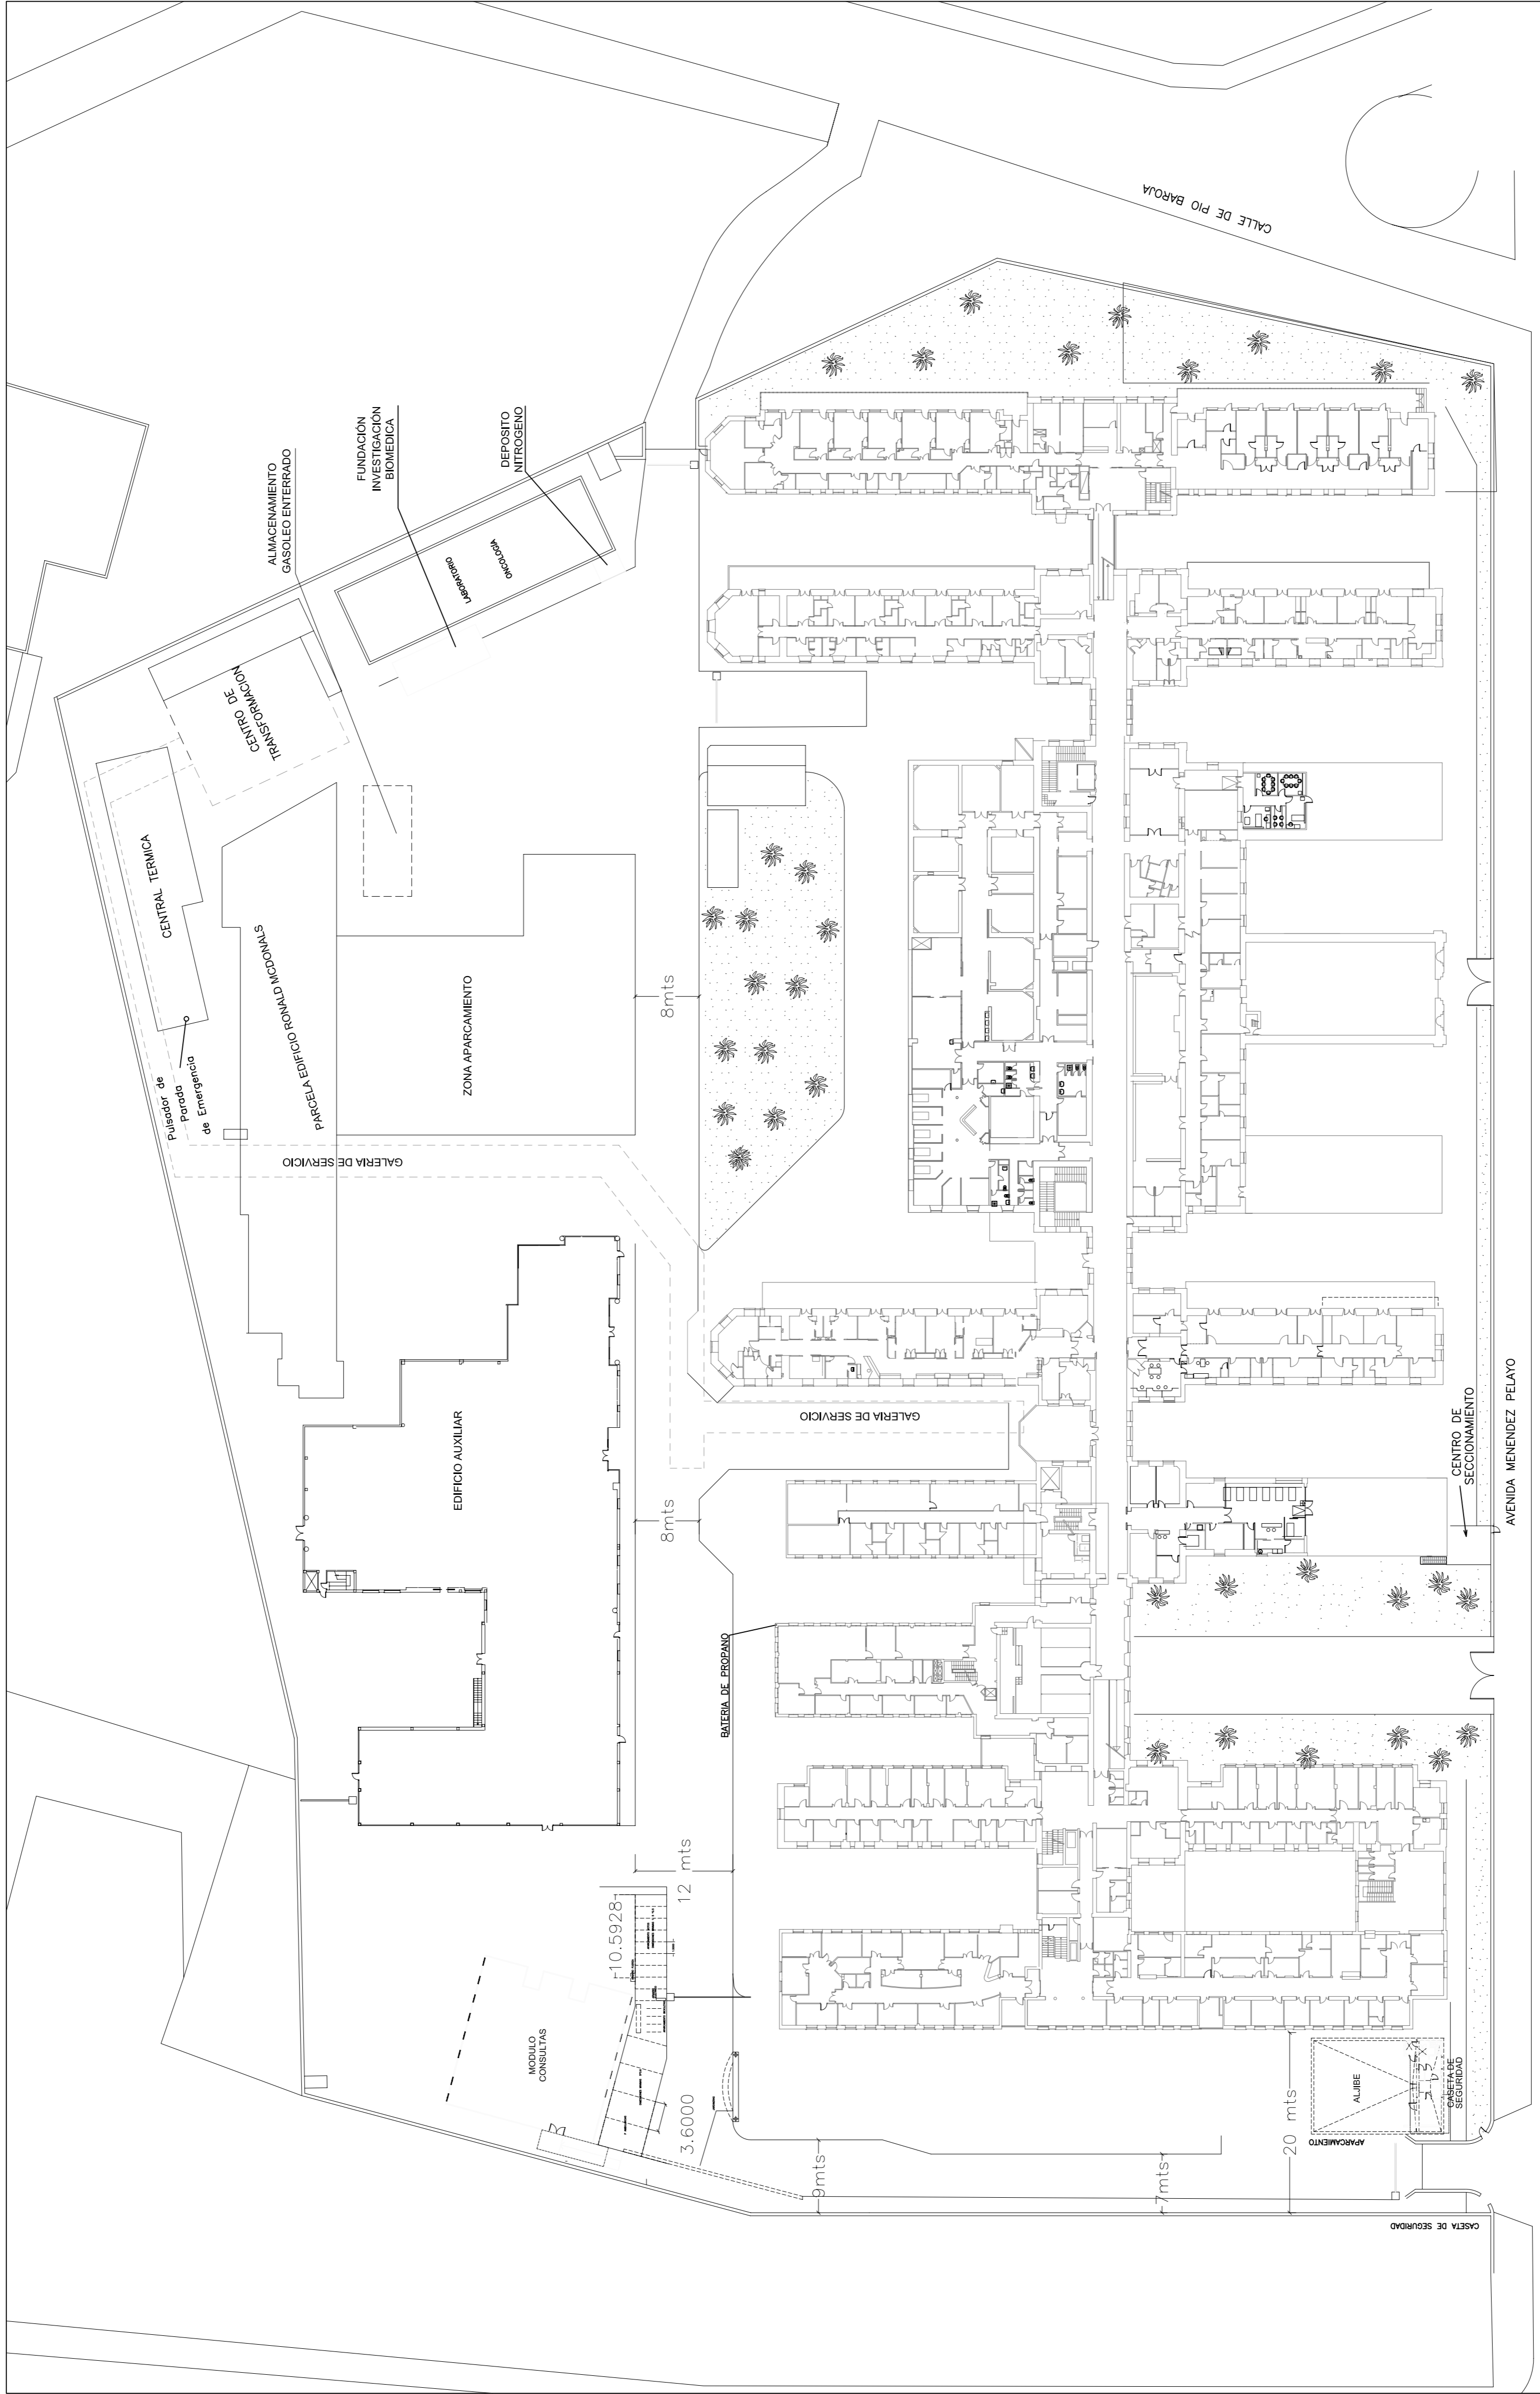 CALLE DE PIO BAROJA
ALMACENAMIENTO
GASOLEO ENTERRADO
FUNDACIÓN
INVESTIGACIÓN
BIOMEDICA
DEPOSITO
NITROGENO
LABORATORIO
ONCOLOGÍA
CENTRO DE
TRANSFORMACION
CENTRAL TERMICA
Pulsador de
Parada
de Emergencia
PARCELA EDIFICIO RONALD MCDONALS
ZONA APARCAMIENTO
8mts
GALERIA DE SERVICIO
EDIFICIO AUXILIAR
GALERIA DE SERVICIO
8mts
BATERIA DE PROPANO
CENTRO DE
SECCIONAMIENTO
AVENIDA MENENDEZ PELAYO
12 mts
10.5928
MODULO
CONSULTAS
3.6000
9mts
7mts
20 mts
ALJIBE
CASETA DE
SEGURIDAD
APARCAMIENTO
CASETA DE SEGURIDAD